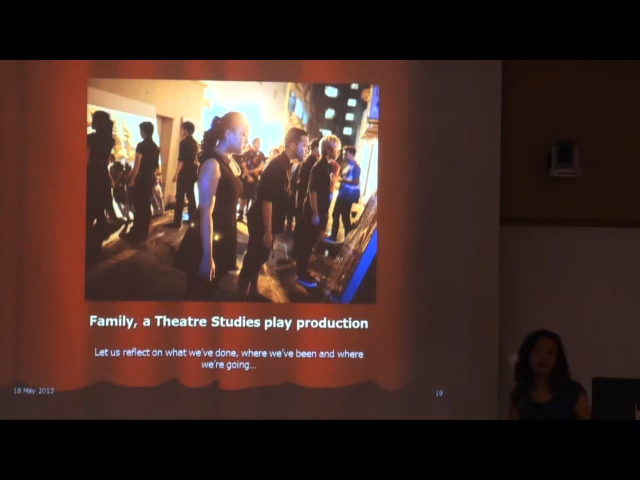 Family, a Theatre Studies play production
Let us reflect on what we've done, where we've been and where
we're going...
18 May 2013
19